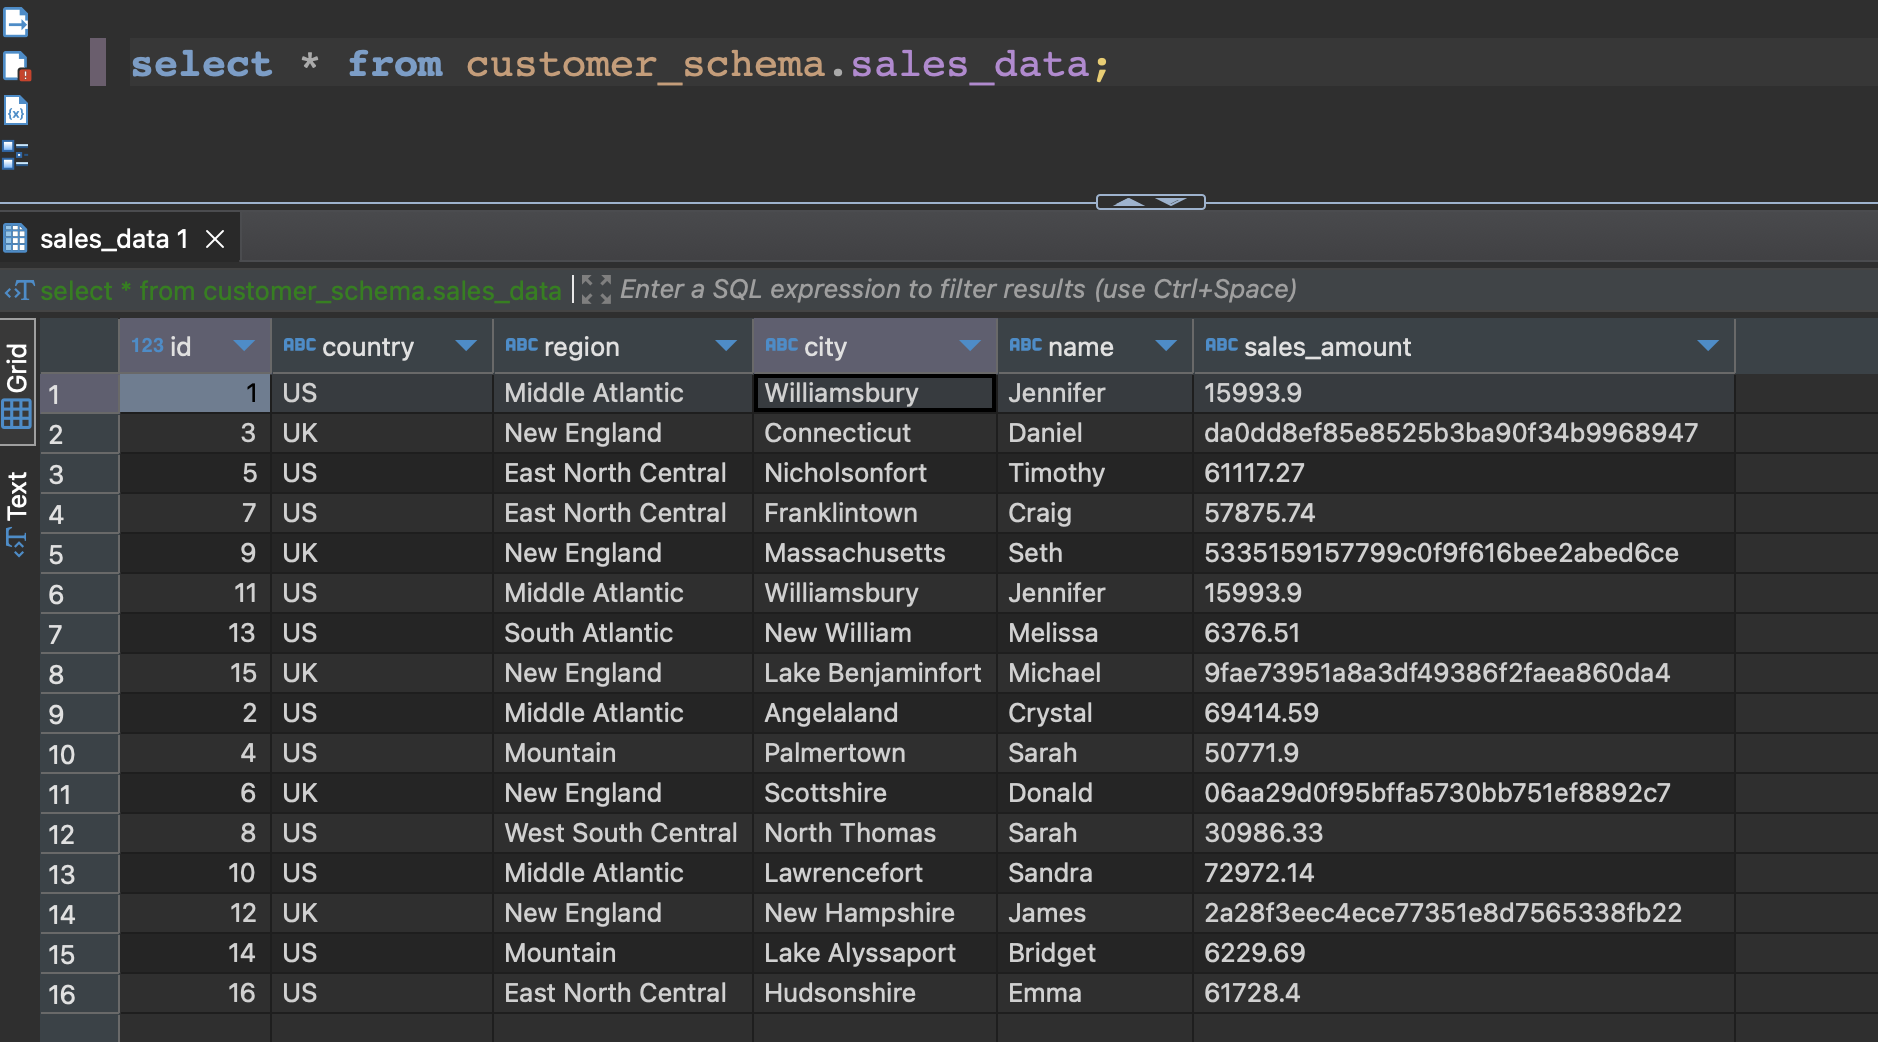 select * from customer_schema.sales_data;
sales_data 1
select * from customer_schema.sales_data Enter a SQL expression to filter results (use Ctrl+Space)
Grid
Text
123 id ABC country ABC region ABC city ABC name ABC sales_amount
1 1 US Middle Atlantic Williamsbury Jennifer 15993.9
2 3 UK New England Connecticut Daniel da0dd8ef85e8525b3ba90f34b9968947
3 5 US East North Central Nicholsonfort Timothy 61117.27
4 7 US East North Central Franklintown Craig 57875.74
5 9 UK New England Massachusetts Seth 5335159157799c0f9f616bee2abed6ce
6 11 US Middle Atlantic Williamsbury Jennifer 15993.9
7 13 US South Atlantic New William Melissa 6376.51
8 15 UK New England Lake Benjaminfort Michael 9fae73951a8a3df49386f2faea860da4
9 2 US Middle Atlantic Angelaland Crystal 69414.59
10 4 US Mountain Palmertown Sarah 50771.9
11 6 UK New England Scottshire Donald 06aa29d0f95bffa5730bb751ef8892c7
12 8 US West South Central North Thomas Sarah 30986.33
13 10 US Middle Atlantic Lawrencefort Sandra 72972.14
14 12 UK New England New Hampshire James 2a28f3eec4ece77351e8d7565338fb22
15 14 US Mountain Lake Alyssaport Bridget 6229.69
16 16 US East North Central Hudsonshire Emma 61728.4